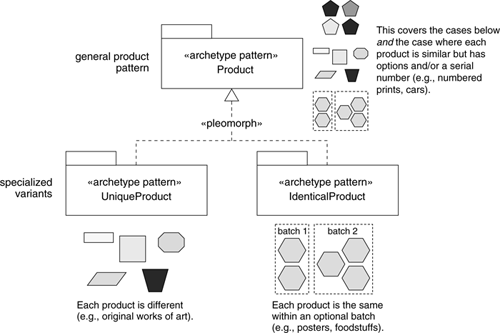 general product
pattern
«archetype pattern»
Product
This covers the cases below
and the case where each
product is similar but has
options and/or a serial
number (e.g., numbered
prints, cars).
«pleomorph»
specialized
variants
«archetype pattern»
UniqueProduct
«archetype pattern»
IdenticalProduct
batch 1
batch 2
Each product is different
(e.g., original works of art).
Each product is the same
within an optional batch
(e.g., posters, foodstuffs).